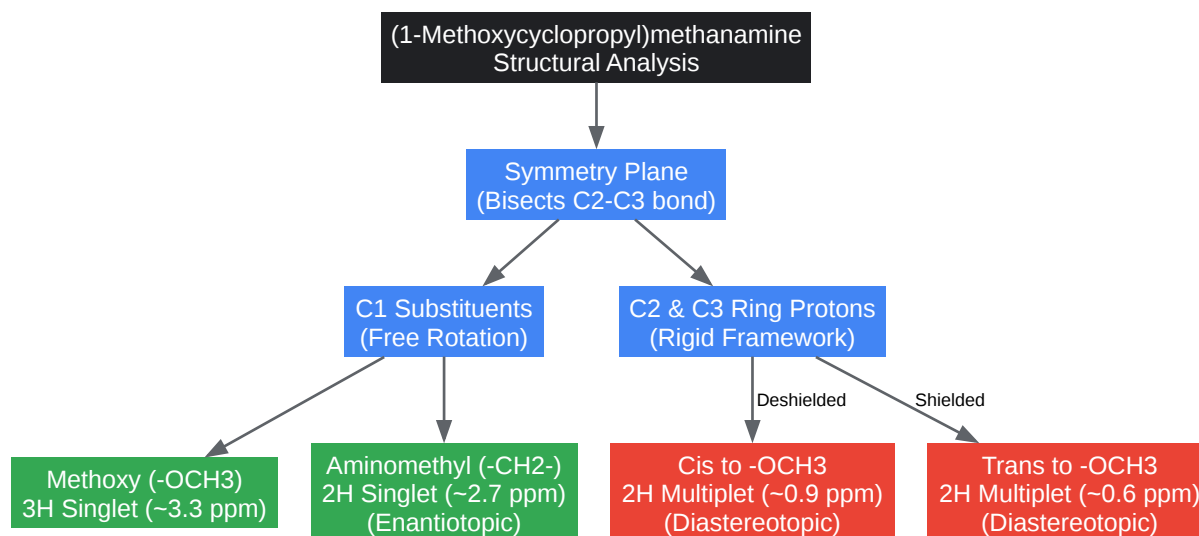 (1-Methoxycyclopropyl)methanamine
Structural Analysis
Symmetry Plane
(Bisects C2-C3 bond)
C1 Substituents
(Free Rotation)
C2 & C3 Ring Protons
(Rigid Framework)
Deshielded
Shielded
Methoxy (-OCH3)
3H Singlet (~3.3 ppm)
Aminomethyl (-CH2-)
2H Singlet (~2.7 ppm)
(Enantiotopic)
Cis to -OCH3
2H Multiplet (~0.9 ppm)
(Diastereotopic)
Trans to -OCH3
2H Multiplet (~0.6 ppm)
(Diastereotopic)